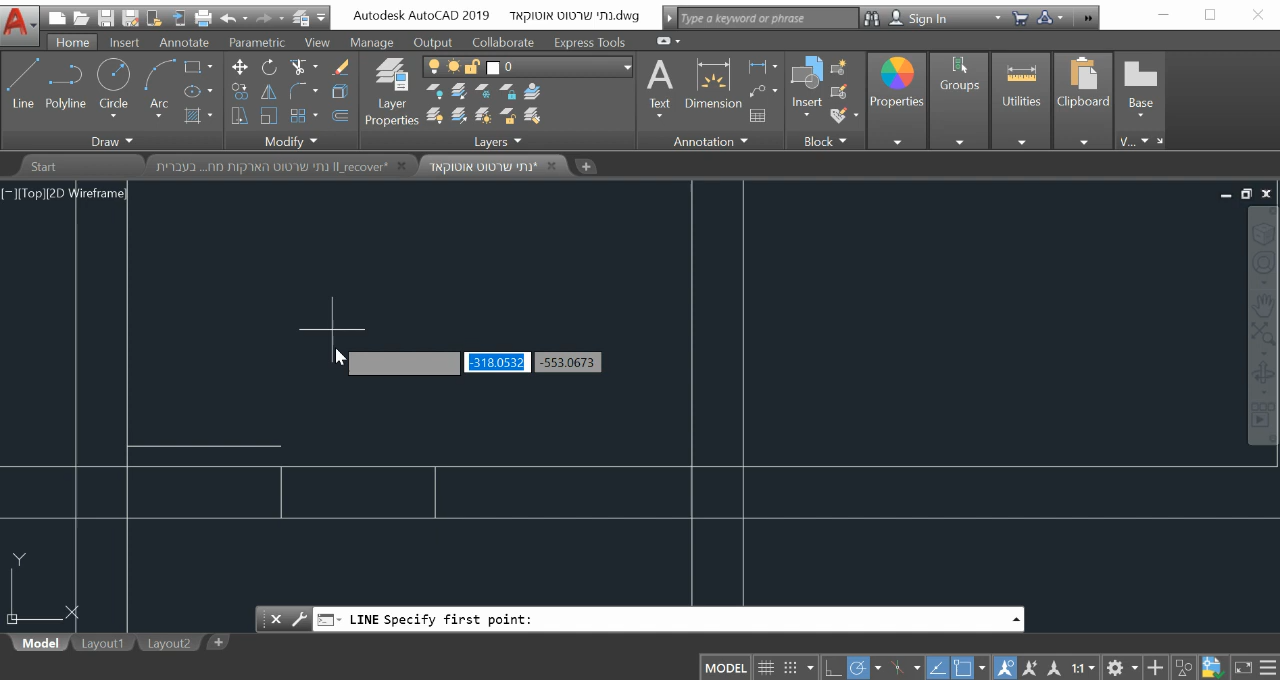 Autodesk AutoCAD 2019 נתי שרטוט אוטוקאד.dwg
Type a keyword or phrase
Sign In
Home Insert Annotate Parametric View Manage Output Collaborate Express Tools
Line Polyline Circle Arc
Draw
Modify
Layer Properties
0
Layers
Text Dimension
Annotation
Insert
Block
Properties
Groups
Utilities
Clipboard
Base
V...
Start
נתי שרטוט הארקות מח... בעברית II_recover*
נתי שרטוט אוטוקאד*
[−][Top][2D Wireframe]
-318.0532 -553.0673
Y
X
LINE Specify first point:
Model Layout1 Layout2
MODEL 1:1